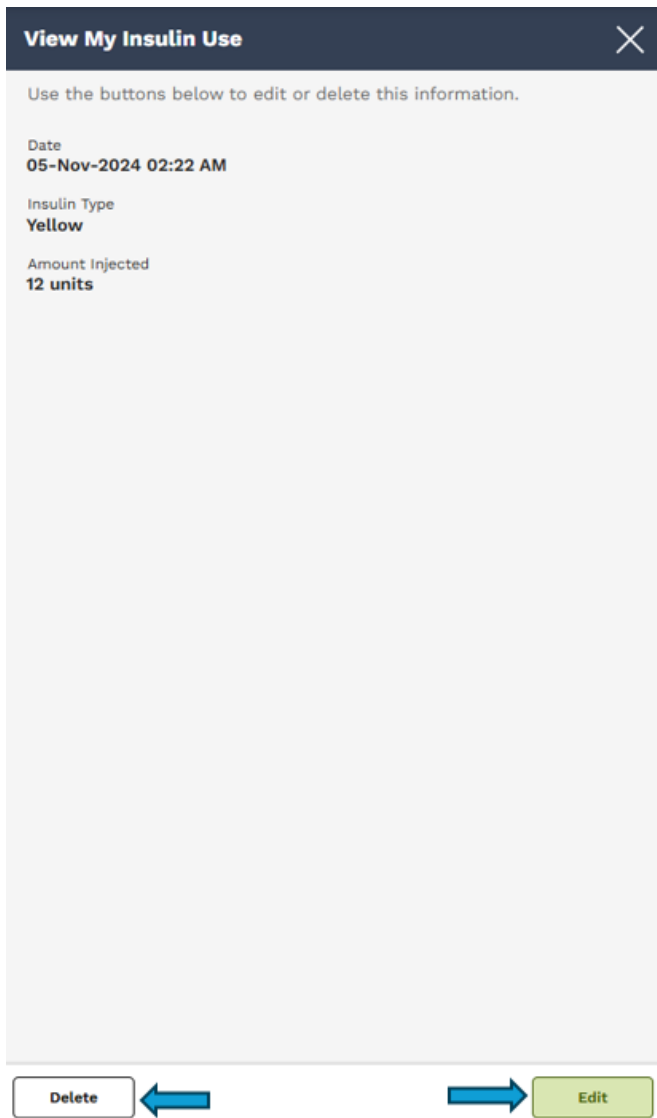 View My Insulin Use
Use the buttons below to edit or delete this information.
Date
05-Nov-2024 02:22 AM
Insulin Type
Yellow
Amount Injected
12 units
Delete
Edit